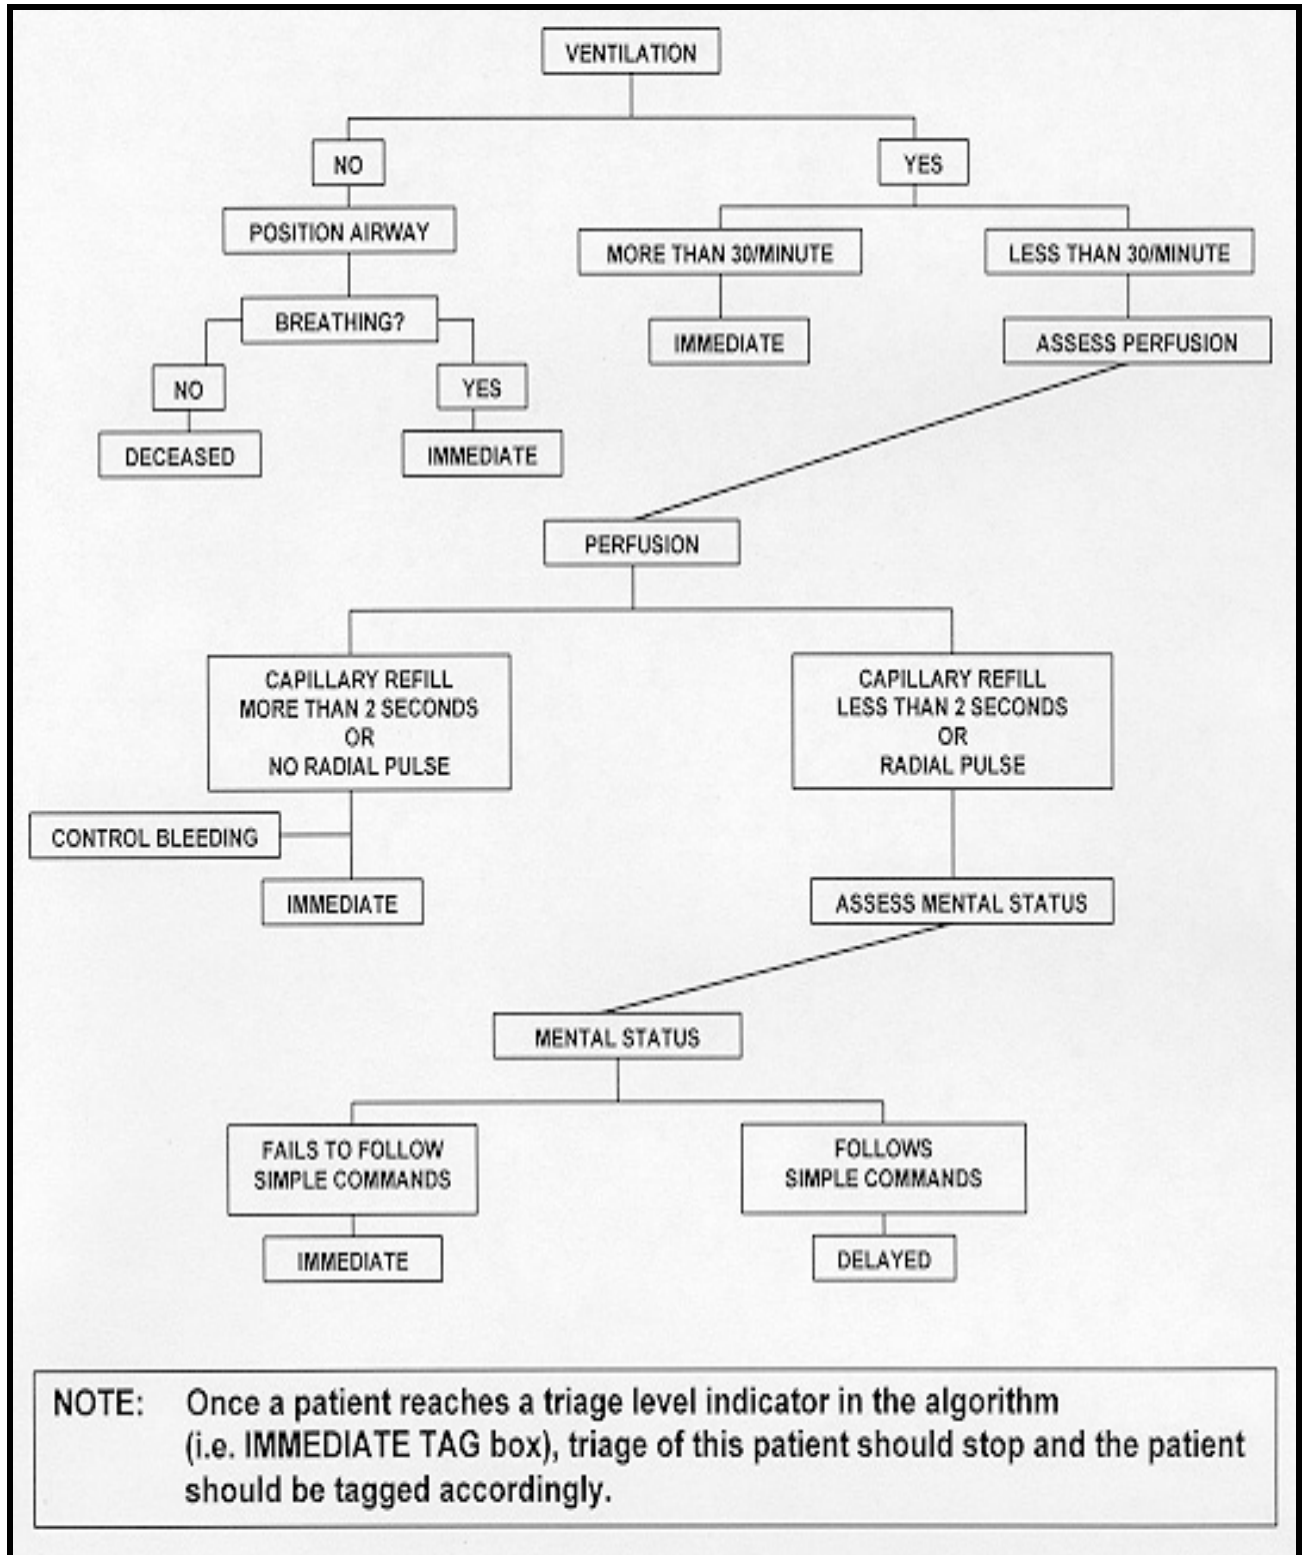 VENTILATION
NO
YES
POSITION AIRWAY
MORE THAN 30/MINUTE
LESS THAN 30/MINUTE
BREATHING?
IMMEDIATE
ASSESS PERFUSION
NO
YES
DECEASED
IMMEDIATE
PERFUSION
CAPILLARY REFILL
MORE THAN 2 SECONDS
OR
NO RADIAL PULSE
CAPILLARY REFILL
LESS THAN 2 SECONDS
OR
RADIAL PULSE
CONTROL BLEEDING
IMMEDIATE
ASSESS MENTAL STATUS
MENTAL STATUS
FAILS TO FOLLOW
SIMPLE COMMANDS
FOLLOWS
SIMPLE COMMANDS
IMMEDIATE
DELAYED
NOTE: Once a patient reaches a triage level indicator in the algorithm
(i.e. IMMEDIATE TAG box), triage of this patient should stop and the patient
should be tagged accordingly.